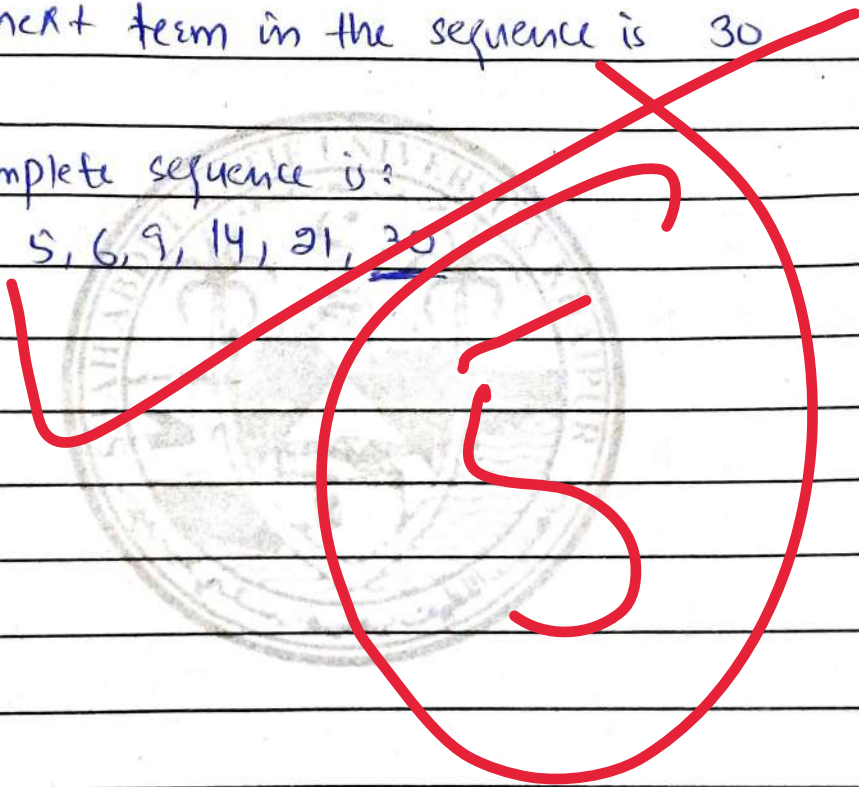 next term in the sequence is 30
mplete sequence is:
5, 6, 9, 14, 21, 30
5